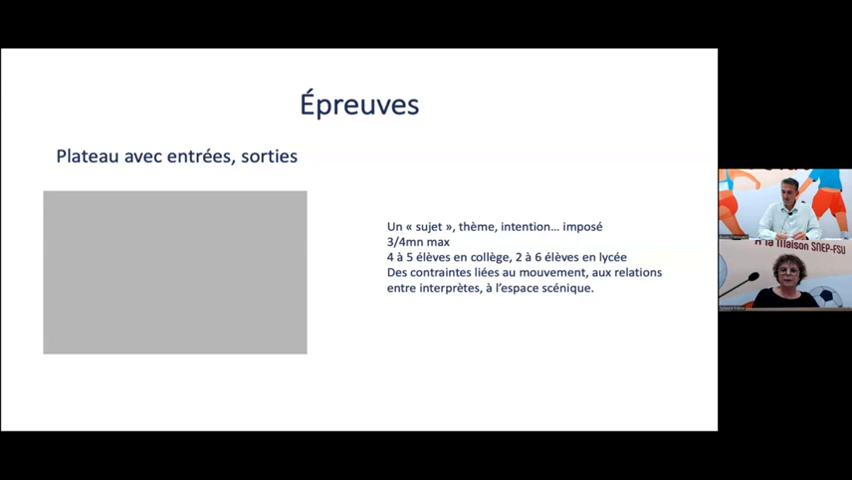 Épreuves
Plateau avec entrées, sorties
Un « sujet », thème, intention… imposé
3/4mn max
4 à 5 élèves en collège, 2 à 6 élèves en lycée
Des contraintes liées au mouvement, aux relations
entre interprètes, à l'espace scénique.
à la Maison SNEP-FSU